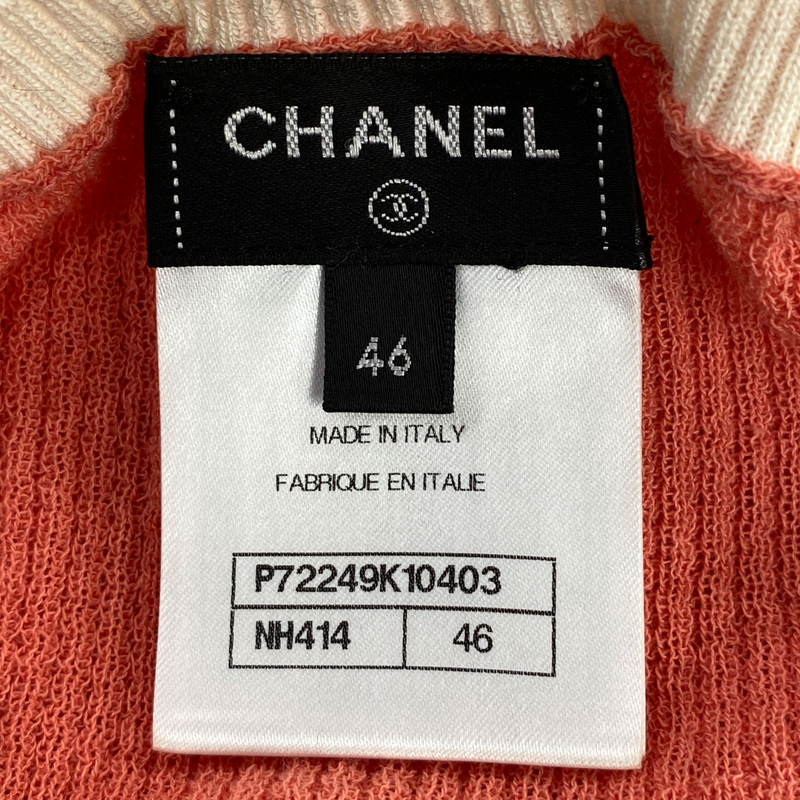 CHANEL
46
MADE IN ITALY
FABRIQUE EN ITALIE
P72249K10403
NH414 46